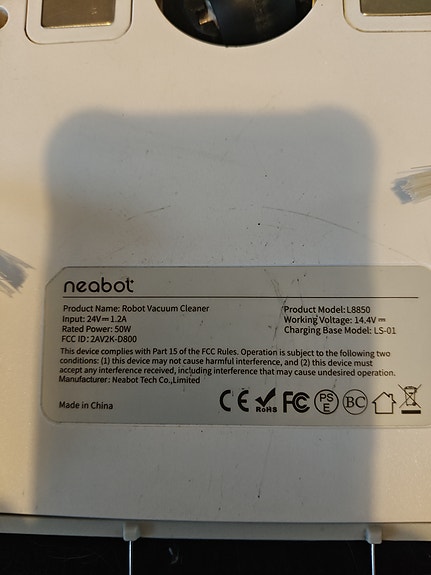 neabot
Product Name: Robot Vacuum Cleaner
Product Model: L8850
Input: 24V⎓1.2A
Working Voltage: 14.4V⎓
Rated Power: 50W
Charging Base Model: LS-01
FCC ID: 2AV2K-D800
This device complies with Part 15 of the FCC Rules. Operation is subject to the following two
conditions: (1) this device may not cause harmful interference, and (2) this device must
accept any interference received, including interference that may cause undesired operation.
Manufacturer: Neabot Tech Co.,Limited
Made in China
CE RoHS FC PS E BC